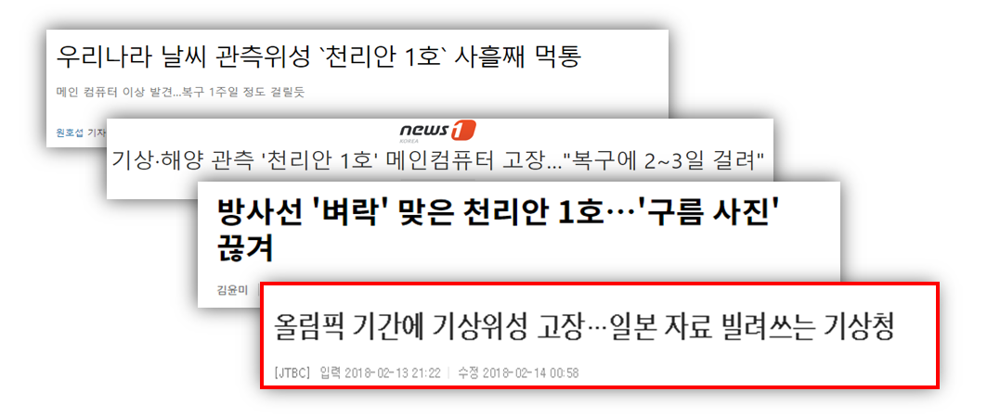 우리나라 날씨 관측위성 `천리안 1호` 사흘째 먹통
메인 컴퓨터 이상 발견...복구 1주일 정도 걸릴듯
원호섭 기자
news1
KOREA
기상·해양 관측 '천리안 1호' 메인컴퓨터 고장..."복구에 2~3일 걸려"
방사선 '벼락' 맞은 천리안 1호…'구름 사진'
끊겨
김윤미
올림픽 기간에 기상위성 고장…일본 자료 빌려쓰는 기상청
[JTBC] 입력 2018-02-13 21:22 | 수정 2018-02-14 00:58